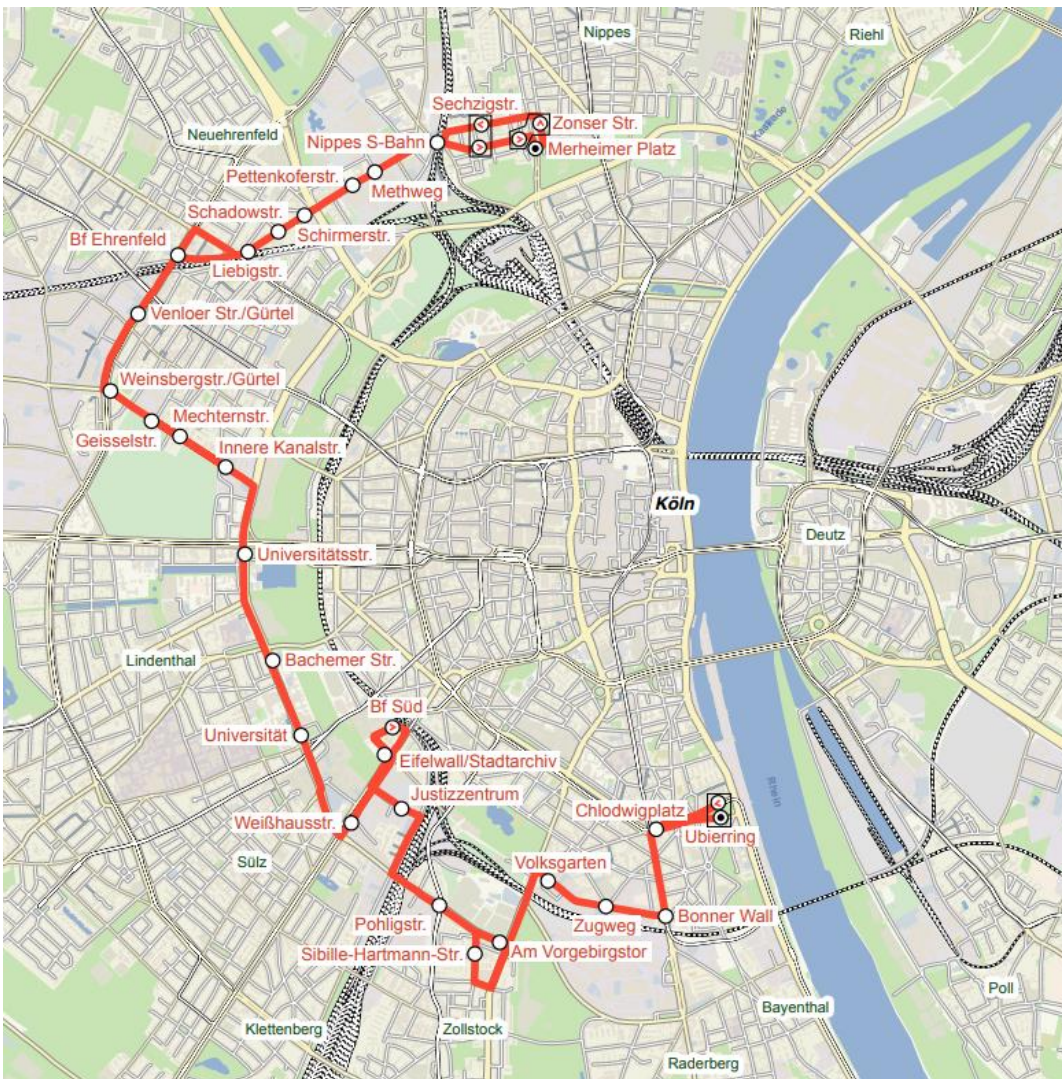 Nippes
Riehl
Sechzigstr.
Kaskade
Neuehrenfeld
Zonser Str.
Nippes S-Bahn
Merheimer Platz
Pettenkoferstr.
Methweg
Schadowstr.
Schirmerstr.
Bf Ehrenfeld
Liebigstr.
Venloer Str./Gürtel
Weinsbergstr./Gürtel
Mechternstr.
Geisselstr.
Innere Kanalstr.
Köln
Deutz
Universitätsstr.
Lindenthal
Bachemer Str.
Bf Süd
Universität
Eifelwall/Stadtarchiv
Rhein
Justizzentrum
Weißhausstr.
Chlodwigplatz
Ubierring
Sülz
Volksgarten
Pohligstr.
Zugweg
Bonner Wall
Sibille-Hartmann-Str.
Am Vorgebirgstor
Poll
Bayenthal
Klettenberg
Zollstock
Raderberg